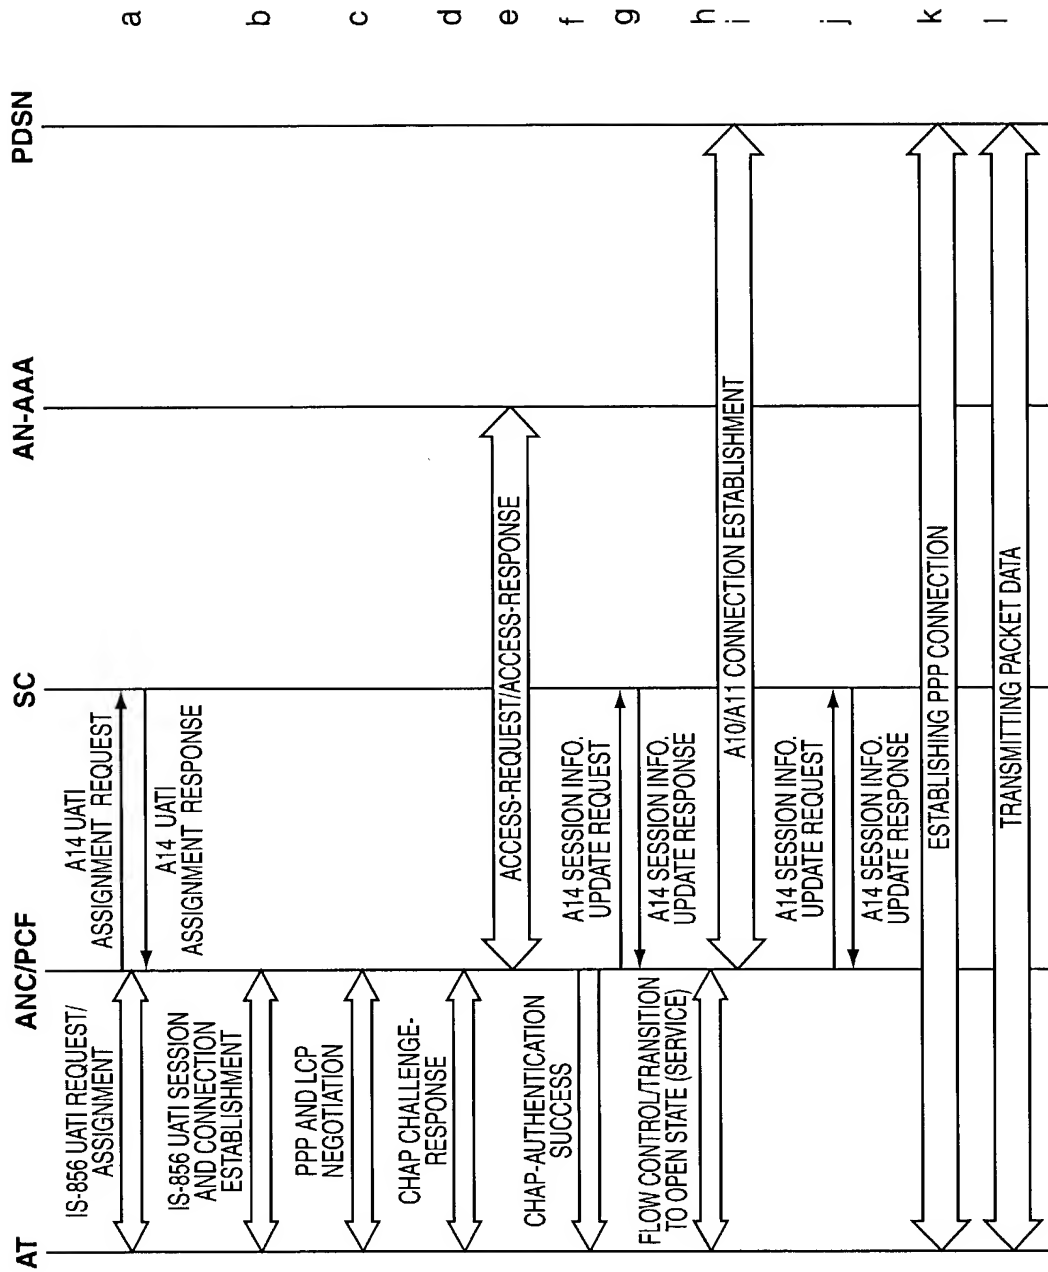 AT
ANC/PCF
SC
AN-AAA
PDSN
IS-856 UATI REQUEST/
ASSIGNMENT
A14 UATI
ASSIGNMENT REQUEST
A14 UATI
ASSIGNMENT RESPONSE
a
IS-856 UATI SESSION
AND CONNECTION
ESTABLISHMENT
b
PPP AND LCP
NEGOTIATION
c
CHAP CHALLENGE-
RESPONSE
d
ACCESS-REQUEST/ACCESS-RESPONSE
e
CHAP-AUTHENTICATION
SUCCESS
f
A14 SESSION INFO.
UPDATE REQUEST
A14 SESSION INFO.
UPDATE RESPONSE
g
FLOW CONTROL/TRANSITION
TO OPEN STATE (SERVICE)
h
A10/A11 CONNECTION ESTABLISHMENT
i
A14 SESSION INFO.
UPDATE REQUEST
A14 SESSION INFO.
UPDATE RESPONSE
j
ESTABLISHING PPP CONNECTION
k
TRANSMITTING PACKET DATA
l